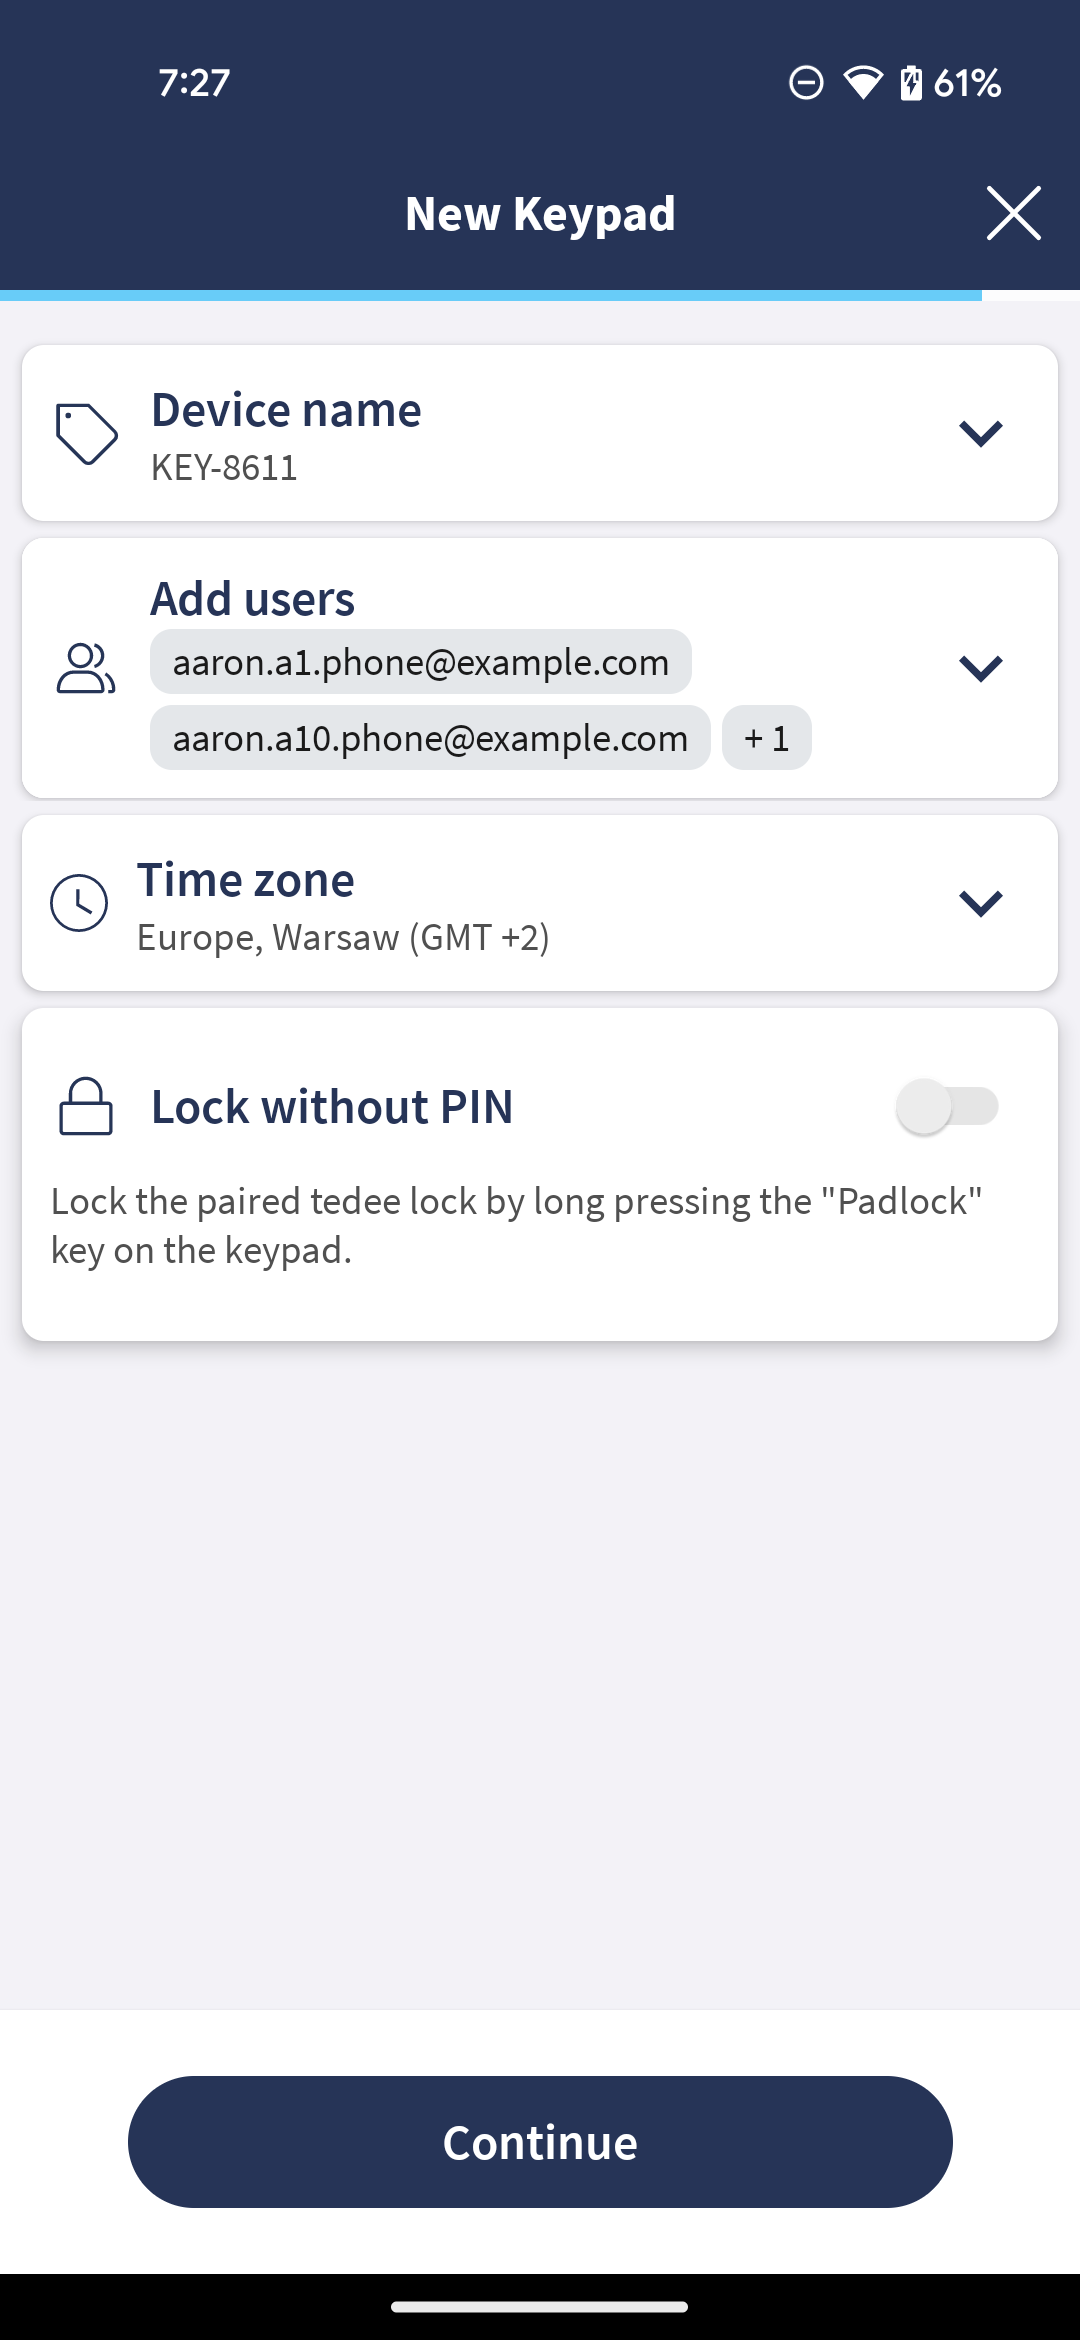 7:27
61%
New Keypad
Device name
KEY-8611
Add users
aaron.a1.phone@example.com
aaron.a10.phone@example.com + 1
Time zone
Europe, Warsaw (GMT +2)
Lock without PIN
Lock the paired tedee lock by long pressing the "Padlock"
key on the keypad.
Continue